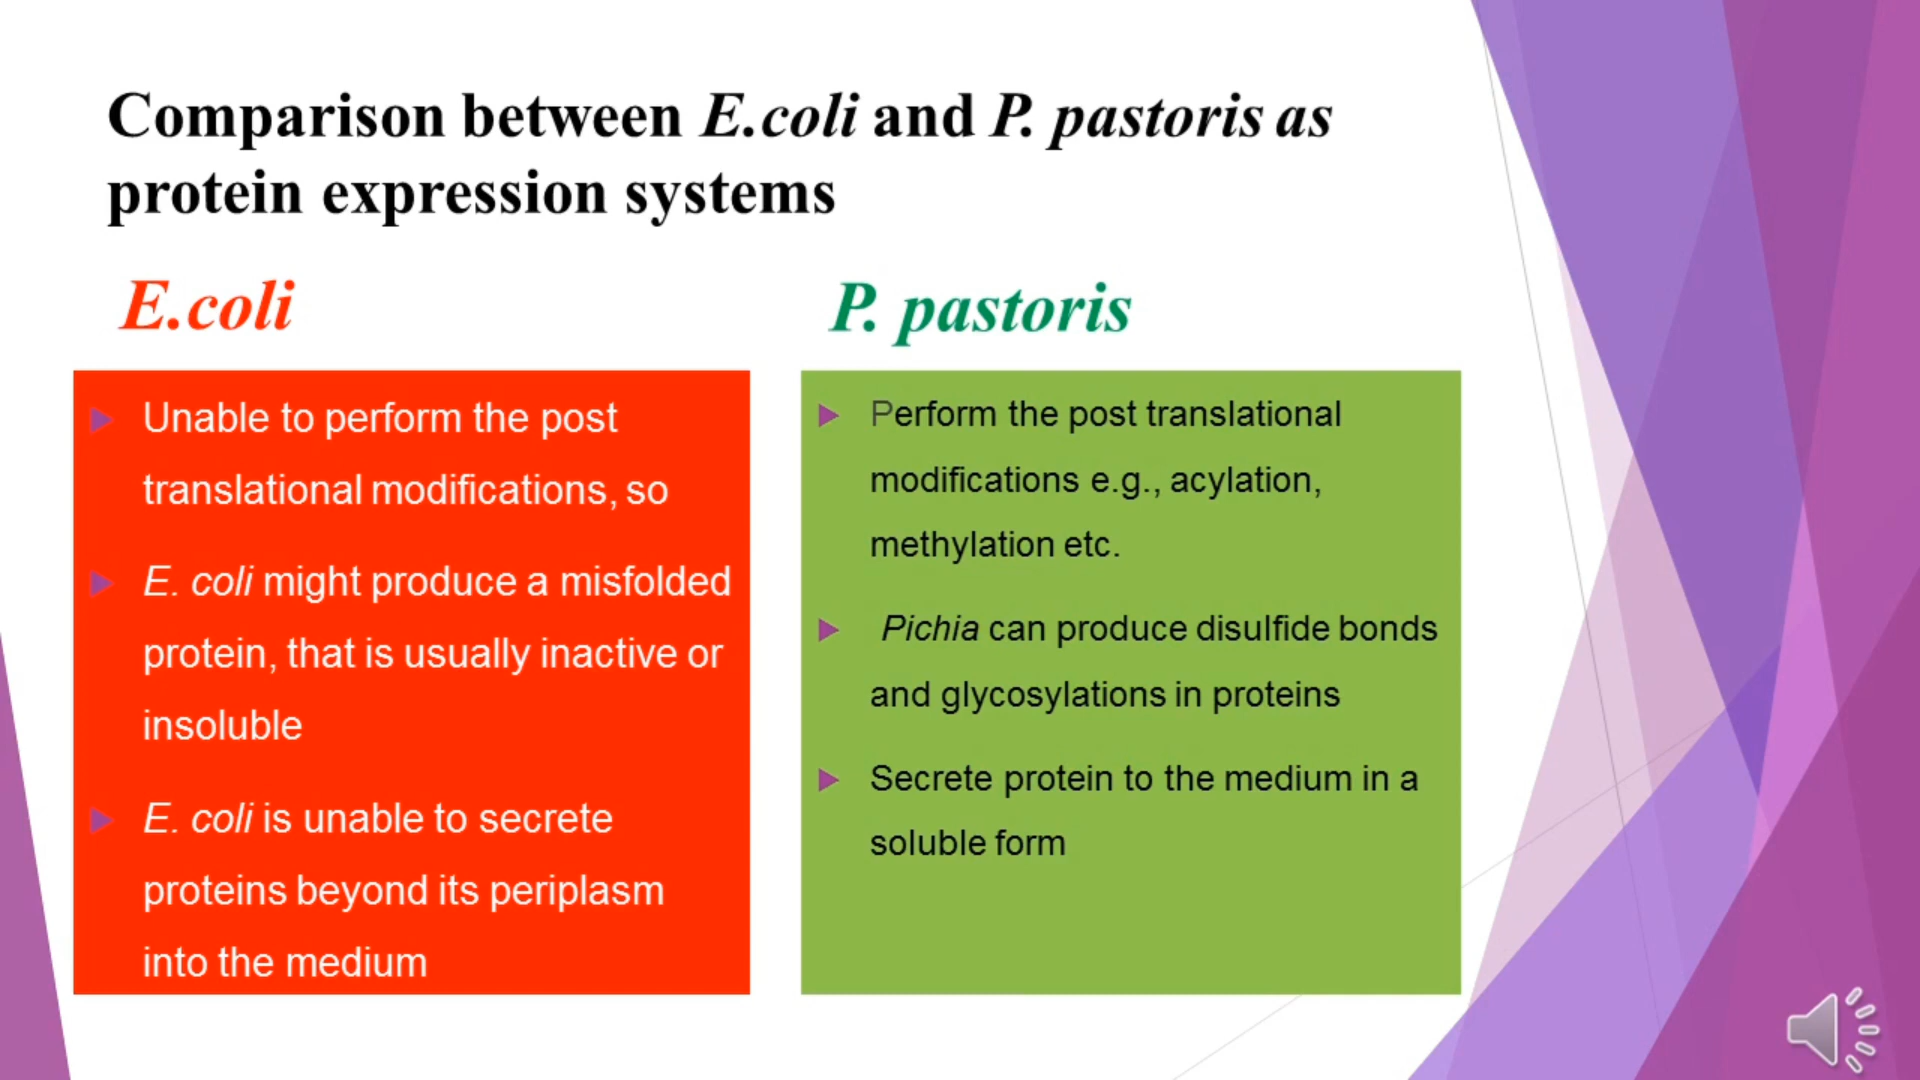 Comparison between E.coli and P. pastoris as
protein expression systems
E.coli
Unable to perform the post
translational modifications, so
E. coli might produce a misfolded
protein, that is usually inactive or
insoluble
E. coli is unable to secrete
proteins beyond its periplasm
into the medium
P. pastoris
Perform the post translational
modifications e.g., acylation,
methylation etc.
Pichia can produce disulfide bonds
and glycosylations in proteins
Secrete protein to the medium in a
soluble form